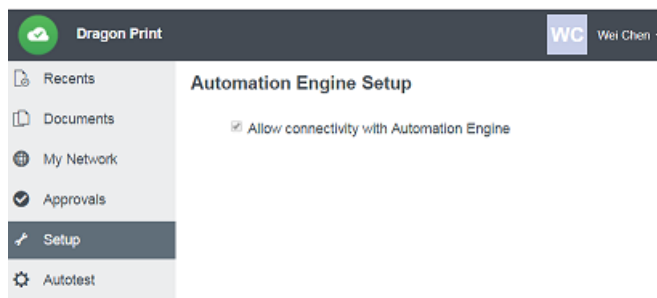 Dragon Print
WC Wei Chen
Recents
Automation Engine Setup
Documents
Allow connectivity with Automation Engine
My Network
Approvals
Setup
Autotest